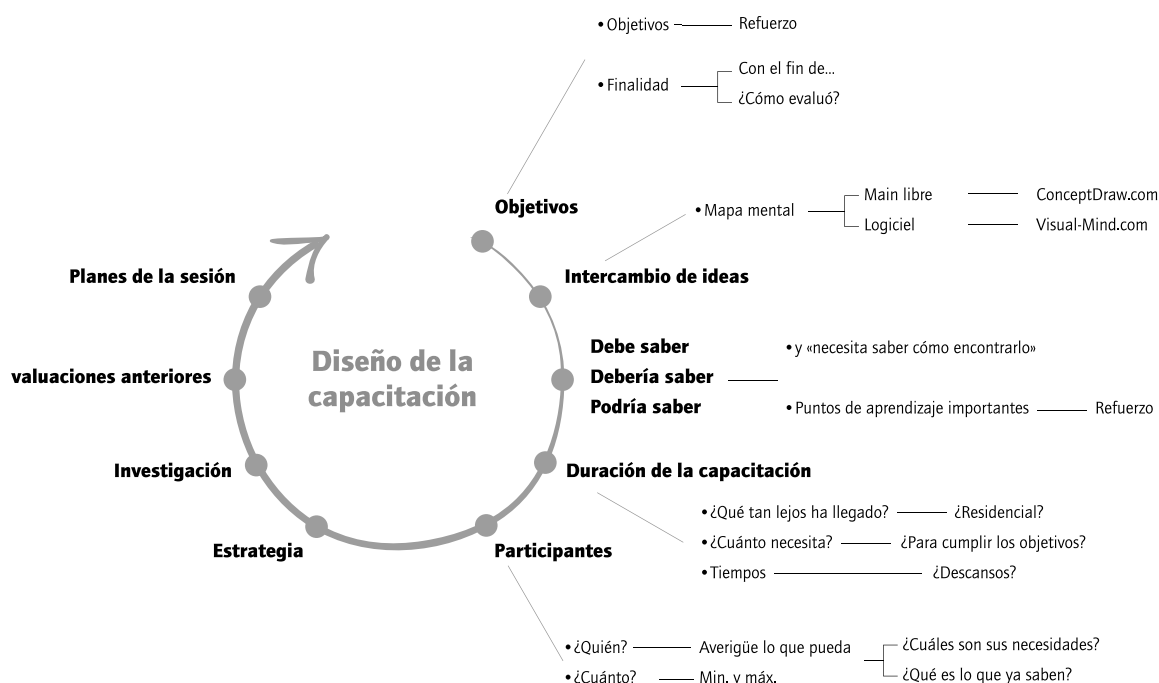 • Objetivos
Refuerzo
• Finalidad
Con el fin de...
¿Cómo evaluó?
Objetivos
• Mapa mental
Main libre
ConceptDraw.com
Logiciel
Visual-Mind.com
Intercambio de ideas
Debe saber
Debería saber
Podría saber
• y «necesita saber cómo encontrarlo»
• Puntos de aprendizaje importantes
Refuerzo
Duración de la capacitación
• ¿Qué tan lejos ha llegado?
¿Residencial?
• ¿Cuánto necesita?
¿Para cumplir los objetivos?
• Tiempos
¿Descansos?
Participantes
• ¿Quién?
Averigüe lo que pueda
¿Cuáles son sus necesidades?
¿Qué es lo que ya saben?
• ¿Cuánto?
Min. y máx.
Estrategia
Investigación
valuaciones anteriores
Planes de la sesión
Diseño de la
capacitación